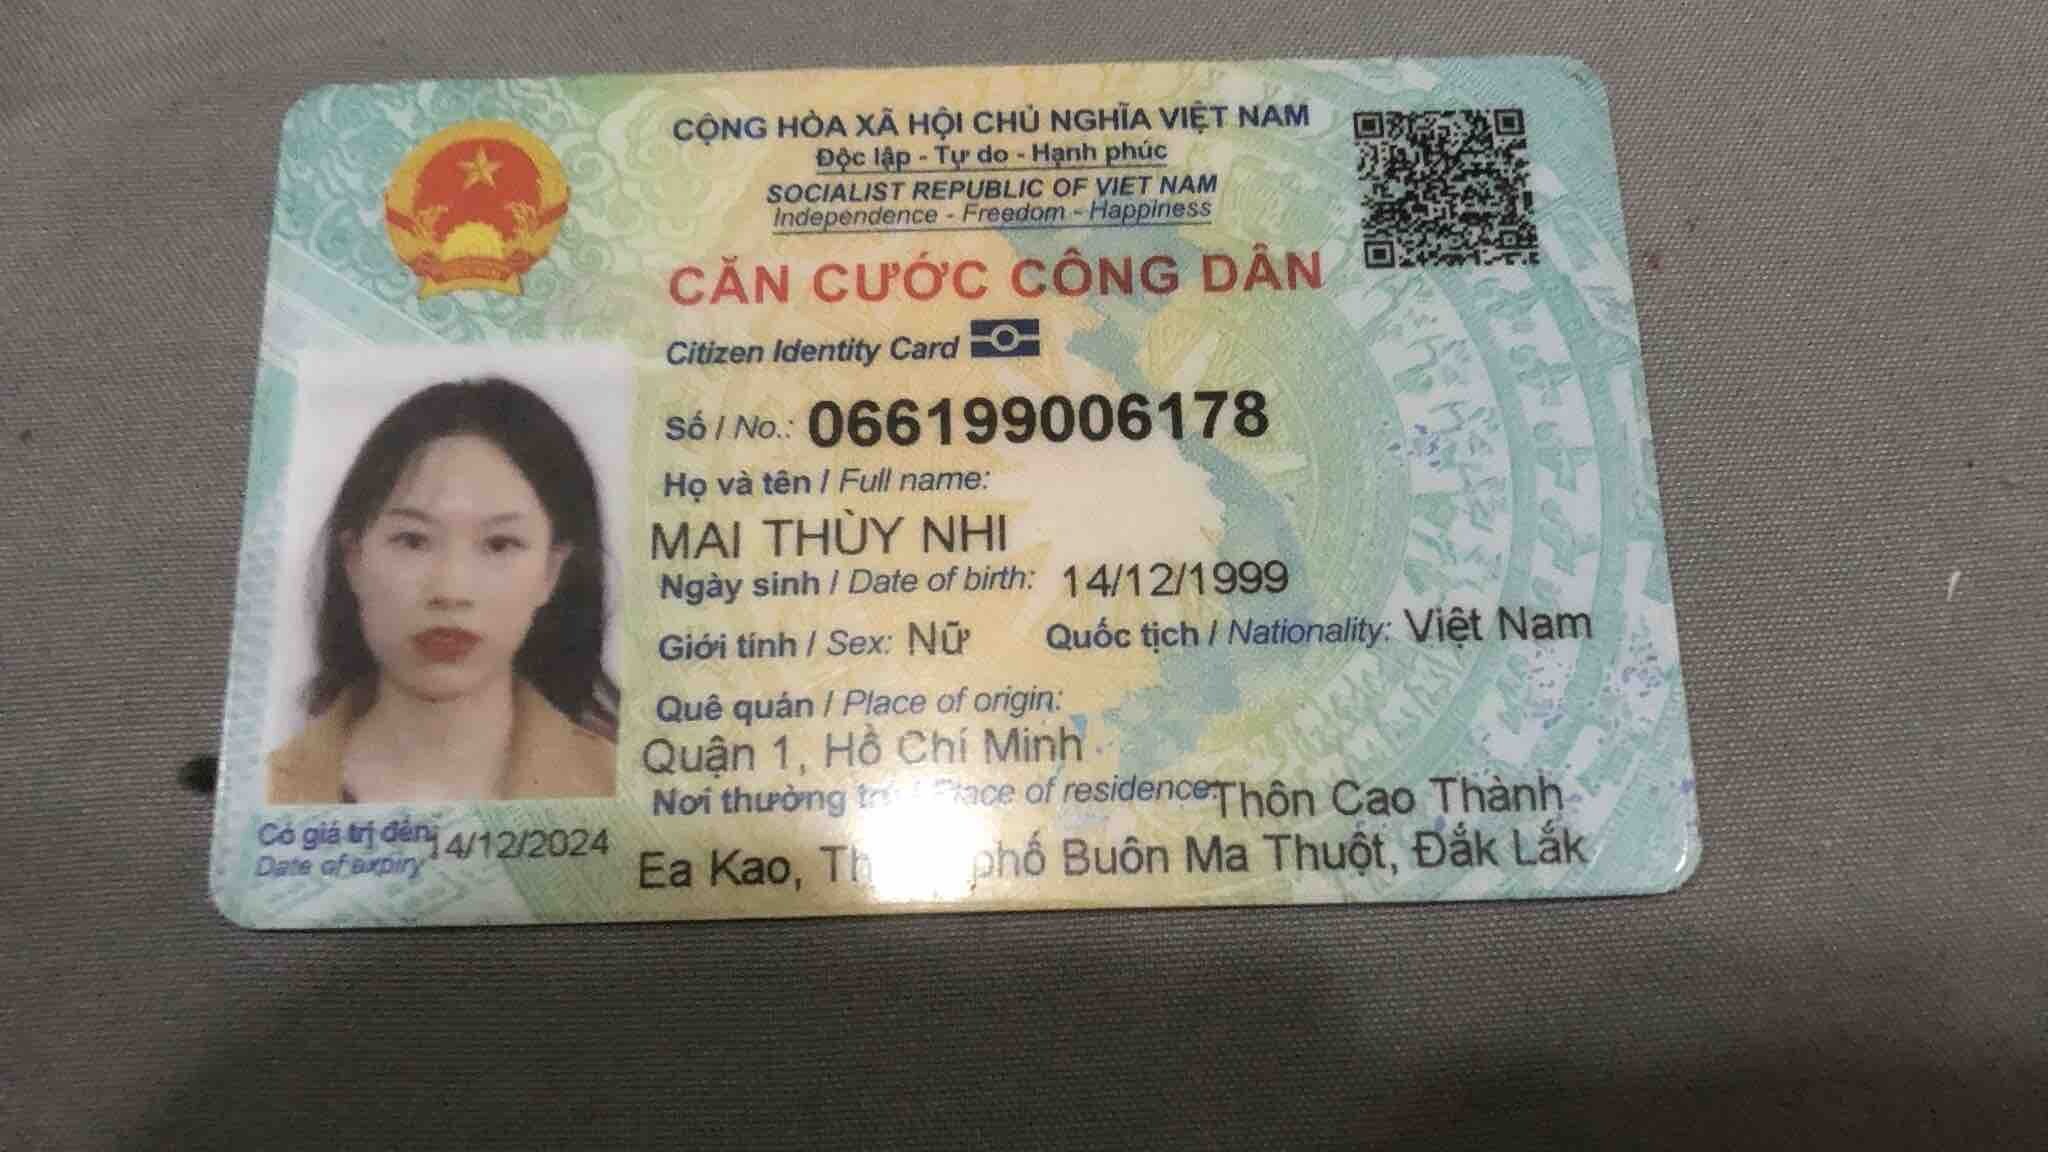 CỘNG HÒA XÃ HỘI CHỦ NGHĨA VIỆT NAM
Độc lập - Tự do - Hạnh phúc
SOCIALIST REPUBLIC OF VIET NAM
Independence - Freedom - Happiness
CĂN CƯỚC CÔNG DÂN
Citizen Identity Card
Số / No.: 066199006178
Họ và tên / Full name:
MAI THÙY NHI
Ngày sinh / Date of birth: 14/12/1999
Giới tính / Sex: Nữ Quốc tịch / Nationality: Việt Nam
Quê quán / Place of origin:
Quận 1, Hồ Chí Minh
Nơi thường / Place of residence: Thôn Cao Thành
Ea Kao, phố Buôn Ma Thuột, Đắk Lắk
Có giá trị đến: 14/12/2024
Date of expiry